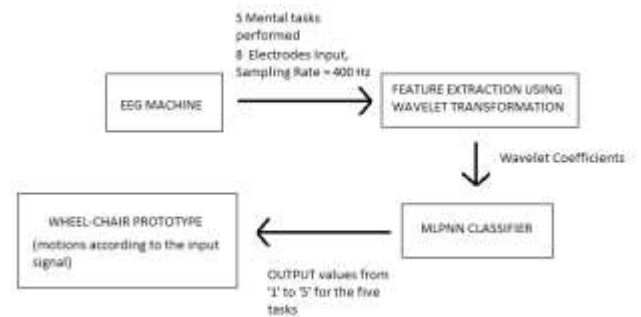 5 Mental tasks
performed
8 Electrodes Input,
Sampling Rate = 400 Hz
EEG MACHINE
FEATURE EXTRACTION USING
WAVELET TRANSFORMATION
Wavelet Coefficients
MLPNN CLASSIFIER
WHEEL-CHAIR PROTOTYPE
(motions according to the input
signal)
OUTPUT values from
'1' to '5' for the five
tasks